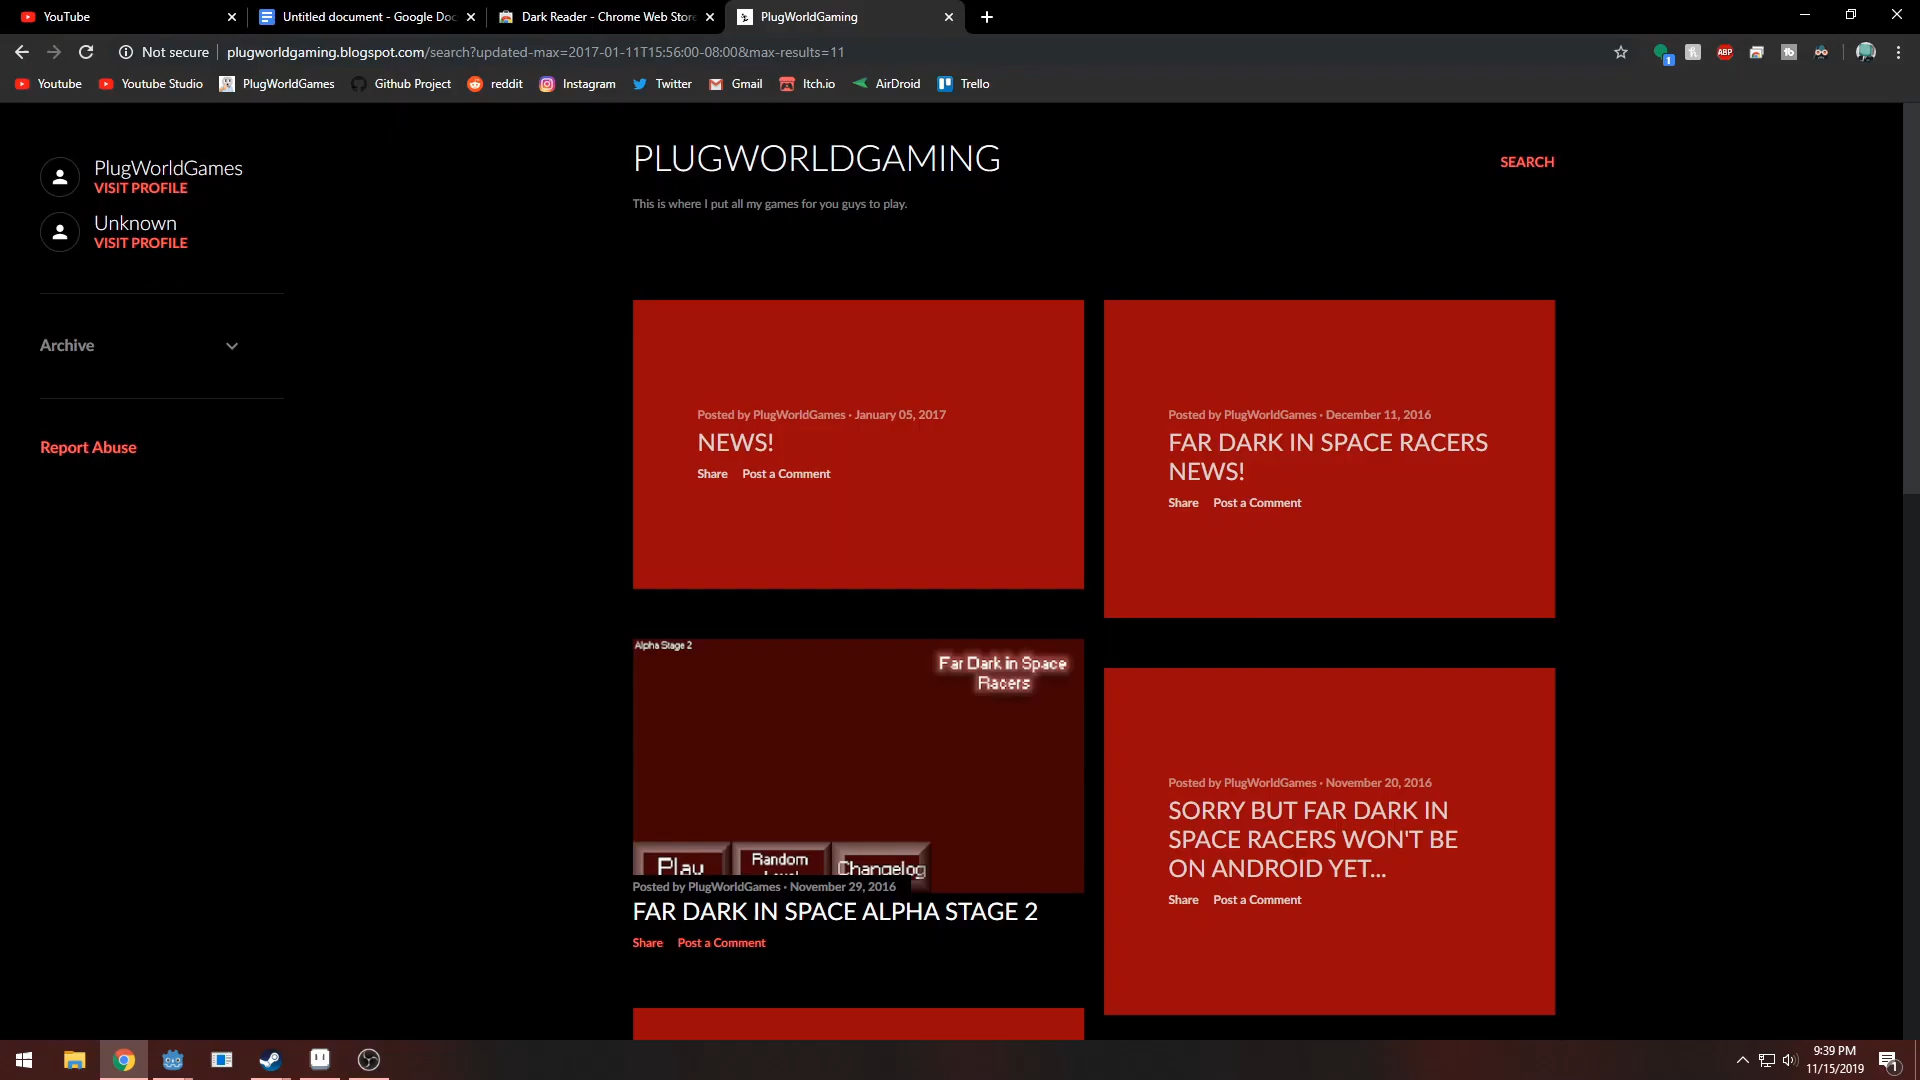 YouTube
Untitled document - Google Doc
Dark Reader - Chrome Web Store
PlugWorldGaming
Not secure
plugworldgaming.blogspot.com/search?updated-max=2017-01-11T15:56:00-08:00&max-results=11
1
ABP
Youtube
Youtube Studio
PlugWorldGames
Github Project
reddit
Instagram
Twitter
Gmail
Itch.io
AirDroid
Trello
PlugWorldGames
VISIT PROFILE
Unknown
VISIT PROFILE
Archive
Report Abuse
PLUGWORLDGAMING
SEARCH
This is where I put all my games for you guys to play.
Posted by PlugWorldGames · January 05, 2017
NEWS!
Share Post a Comment
Posted by PlugWorldGames · December 11, 2016
FAR DARK IN SPACE RACERS
NEWS!
Share Post a Comment
Alpha Stage 2
Far Dark in Space
Racers
Play
Random
Level
Changelog
Posted by PlugWorldGames · November 29, 2016
FAR DARK IN SPACE ALPHA STAGE 2
Share Post a Comment
Posted by PlugWorldGames · November 20, 2016
SORRY BUT FAR DARK IN
SPACE RACERS WON'T BE
ON ANDROID YET...
Share Post a Comment
9:39 PM
11/15/2019
1